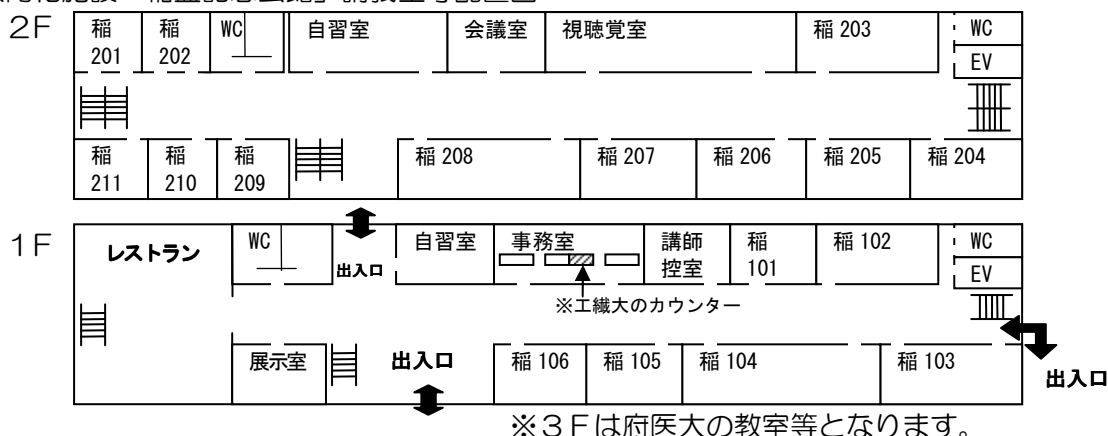 2F
稲
201
稲
202
WC
自習室
会議室
視聴覚室
稲 203
WC
EV
稲
211
稲
210
稲
209
稲 208
稲 207
稲 206
稲 205
稲 204
1F
レストラン
WC
出入口
自習室
事務室
講師
控室
稲
101
稲 102
WC
EV
※工繊大のカウンター
展示室
出入口
稲 106
稲 105
稲 104
稲 103
出入口
※3Fは府医大の教室等となります。